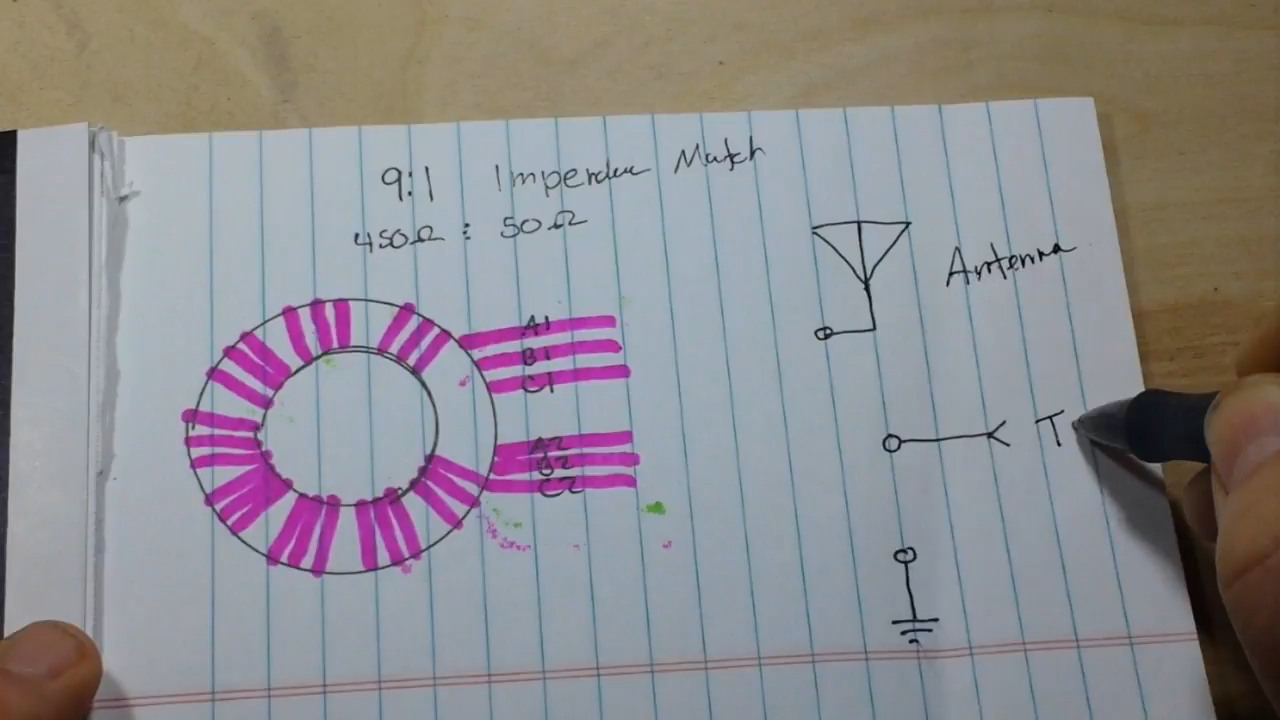 9:1 Impedance Match
450Ω : 50Ω
Antenna
A1
B1
C1
T
A2
B2
C2